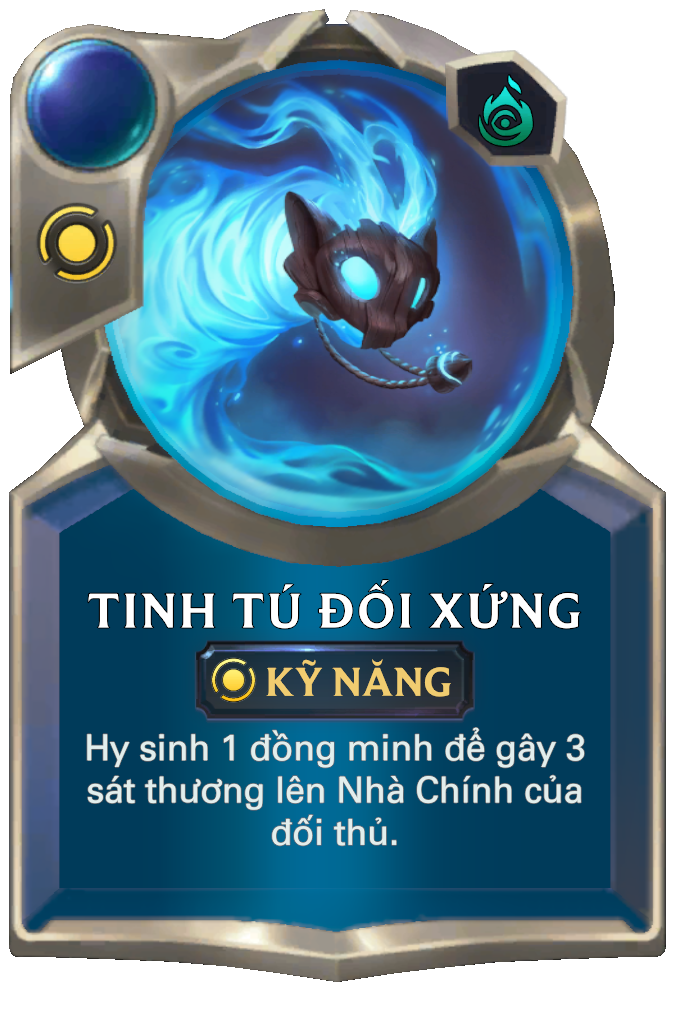 TINH TÚ ĐỐI XỨNG
KỸ NĂNG
Hy sinh 1 đồng minh để gây 3
sát thương lên Nhà Chính của
đối thủ.